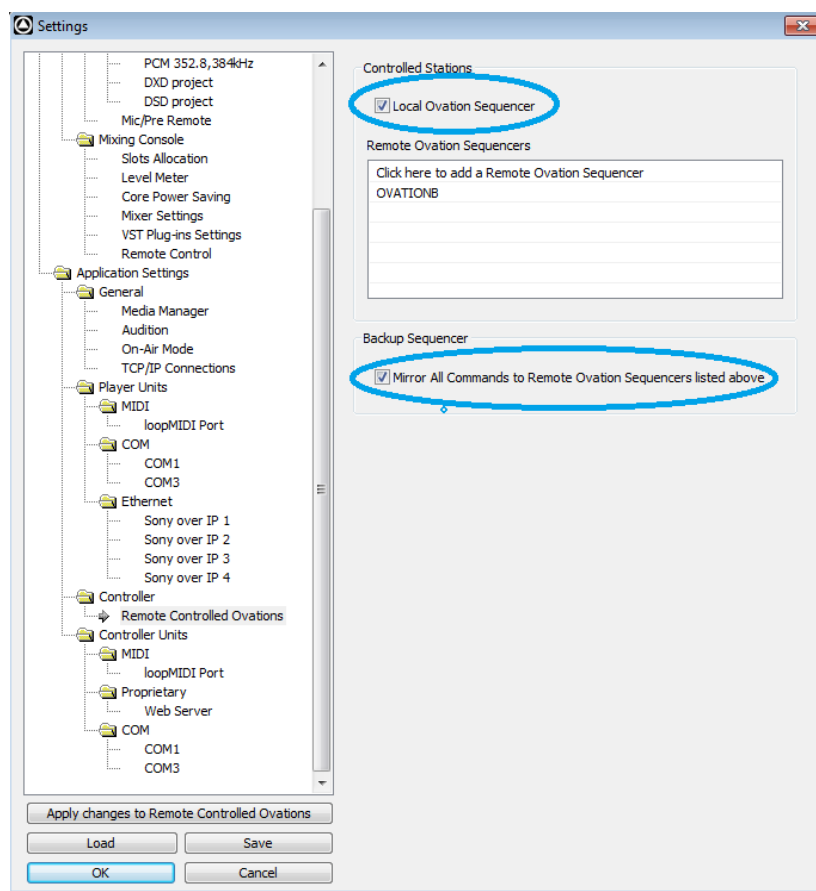 Settings
PCM 352.8,384kHz
DXD project
DSD project
Mic/Pre Remote
Mixing Console
Slots Allocation
Level Meter
Core Power Saving
Mixer Settings
VST Plug-ins Settings
Remote Control
Application Settings
General
Media Manager
Audition
On-Air Mode
TCP/IP Connections
Player Units
MIDI
loopMIDI Port
COM
COM1
COM3
Ethernet
Sony over IP 1
Sony over IP 2
Sony over IP 3
Sony over IP 4
Controller
Remote Controlled Ovations
Controller Units
MIDI
loopMIDI Port
Proprietary
Web Server
COM
COM1
COM3
Apply changes to Remote Controlled Ovations
Load
Save
OK
Cancel
Controlled Stations
Local Ovation Sequencer
Remote Ovation Sequencers
Click here to add a Remote Ovation Sequencer
OVATIONB
Backup Sequencer
Mirror All Commands to Remote Ovation Sequencers listed above